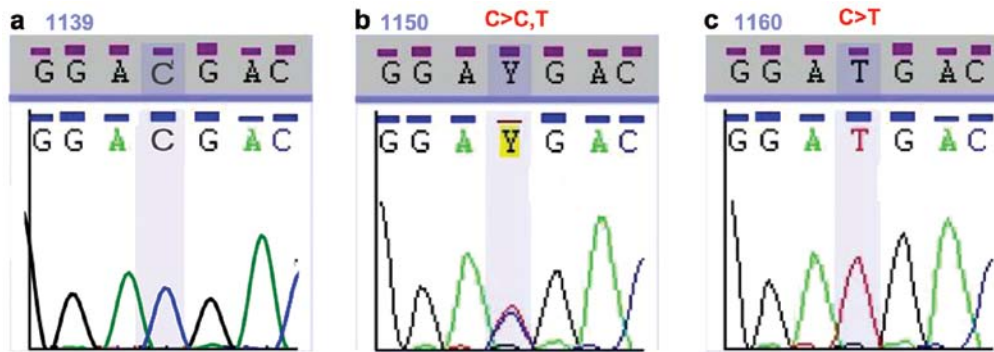 a 1139
G G A C G A C
G G A C G A C
b 1150 C>C,T
G G A Y G A C
G G A Y G A C
c 1160 C>T
G G A T G A C
G G A T G A C